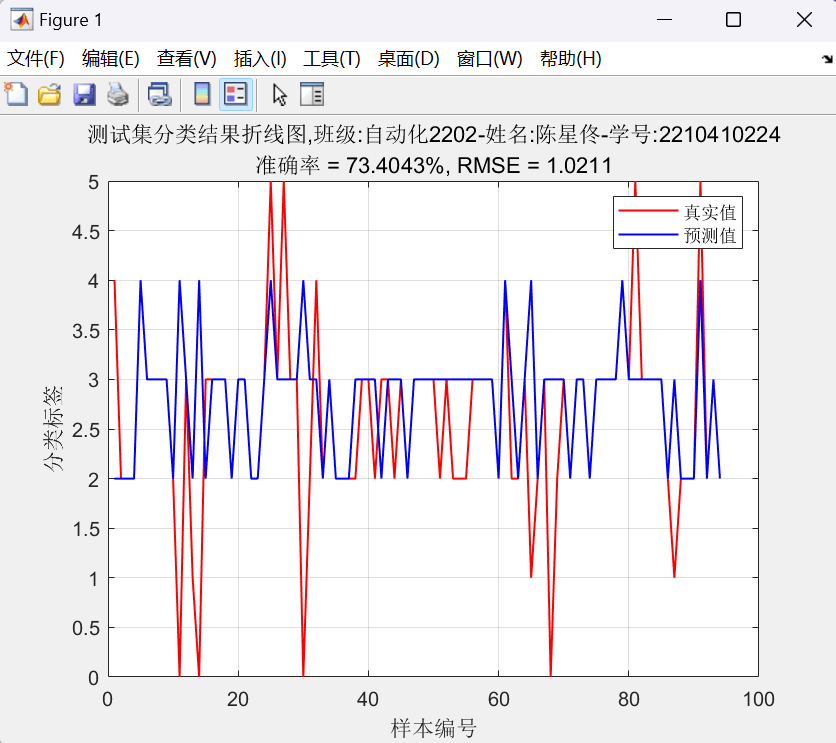 Figure 1
文件(F) 编辑(E) 查看(V) 插入(I) 工具(T) 桌面(D) 窗口(W) 帮助(H)
测试集分类结果折线图,班级:自动化2202-姓名:陈星佟-学号:2210410224
准确率 = 73.4043%, RMSE = 1.0211
真实值
预测值
5
4.5
4
3.5
3
2.5
2
1.5
1
0.5
0
分类标签
0 20 40 60 80 100
样本编号